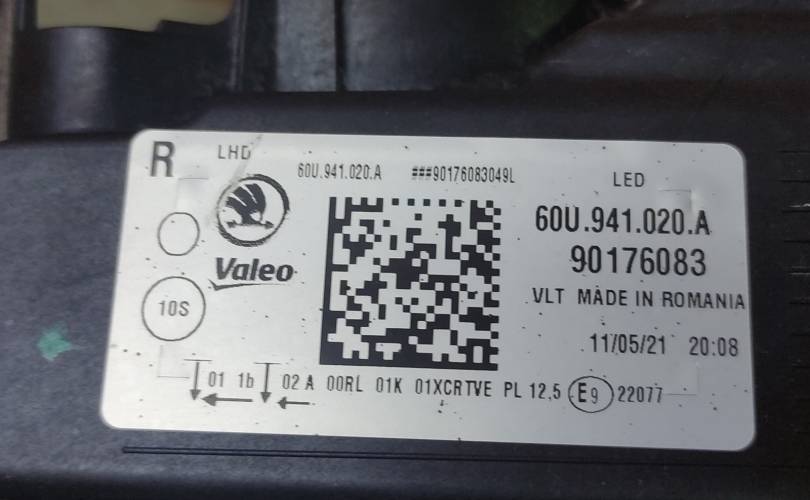 R LHD
60U.941.020.A ###90176083049L
LED
60U.941.020.A
90176083
Valeo
VLT MADE IN ROMANIA
10S
11/05/21 20:08
01 1b 02 A 00RL 01K 01XCRTVE PL 12,5 E9 22077